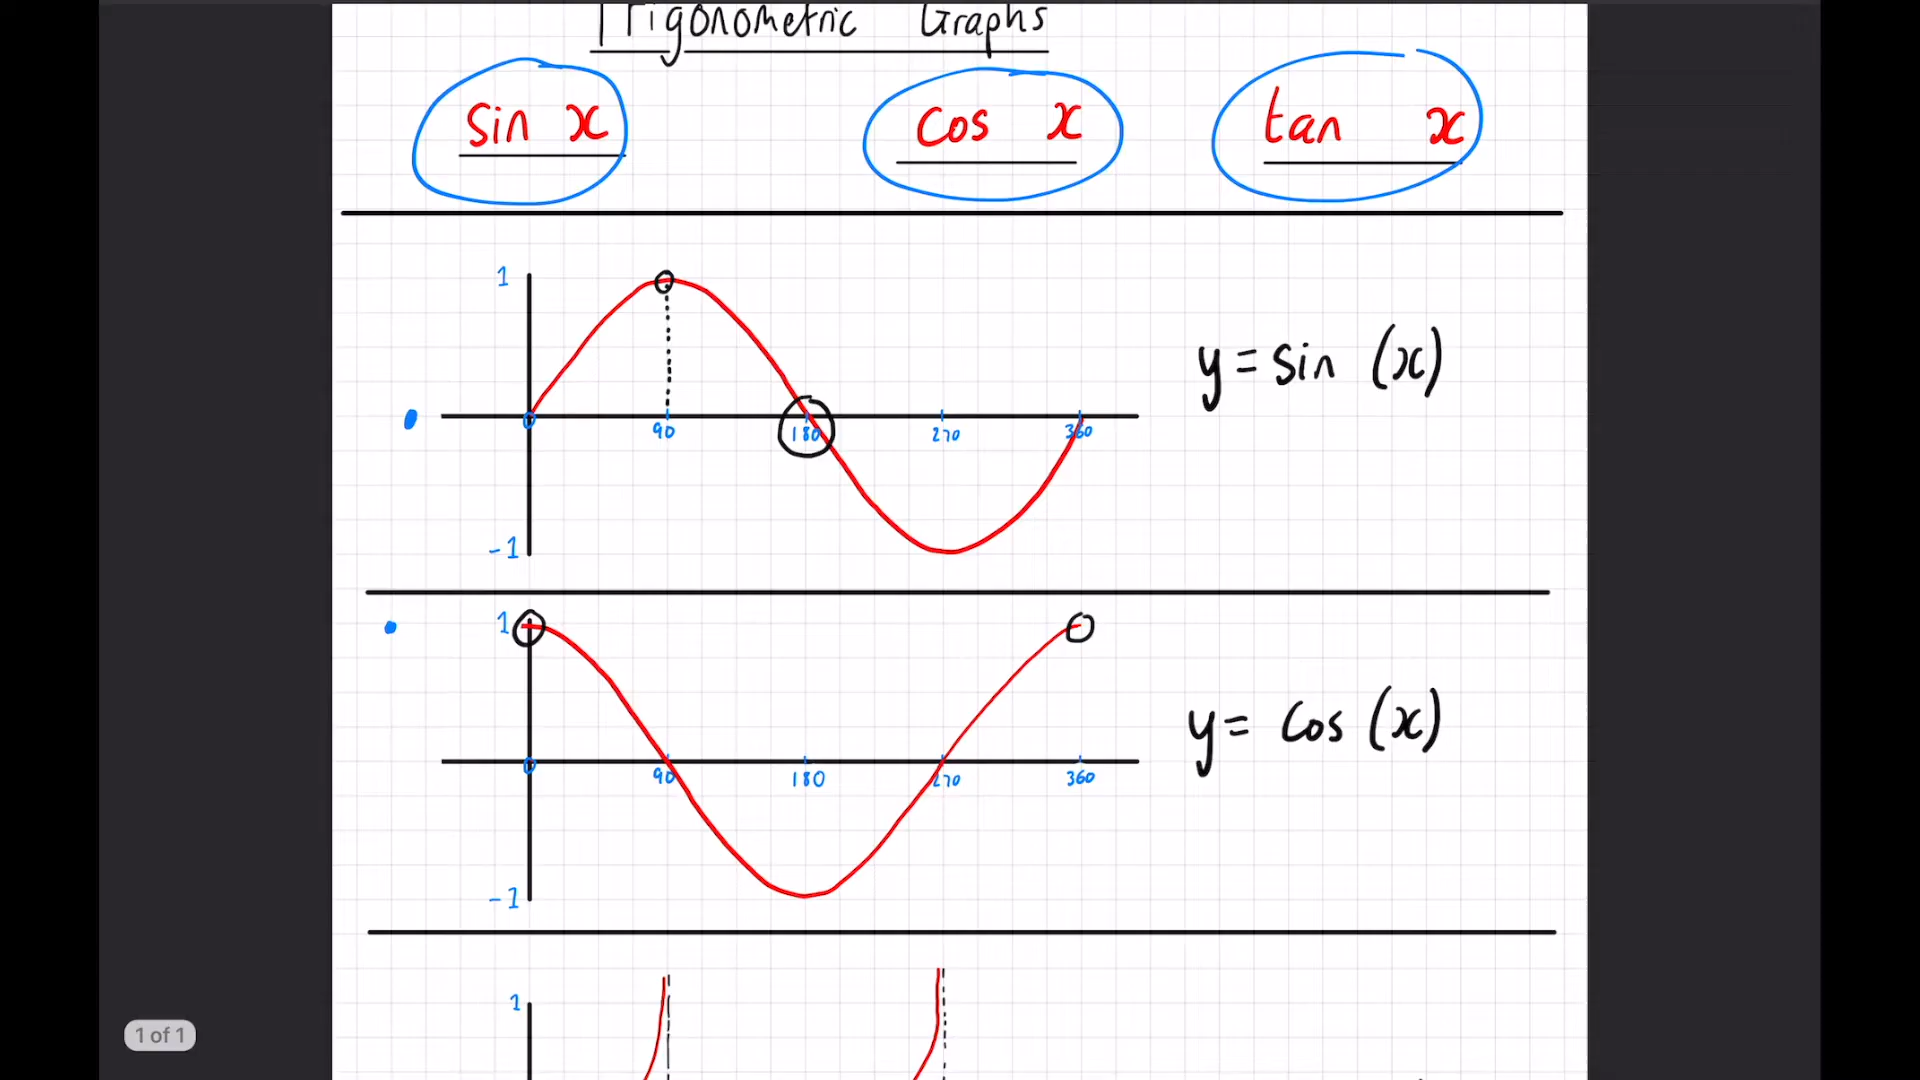 Trigonometric Graphs
sin x cos x tan x
1
0 90 180 270 360
-1
y = sin (x)
1
0 90 180 270 360
-1
y = cos (x)
1
1 of 1